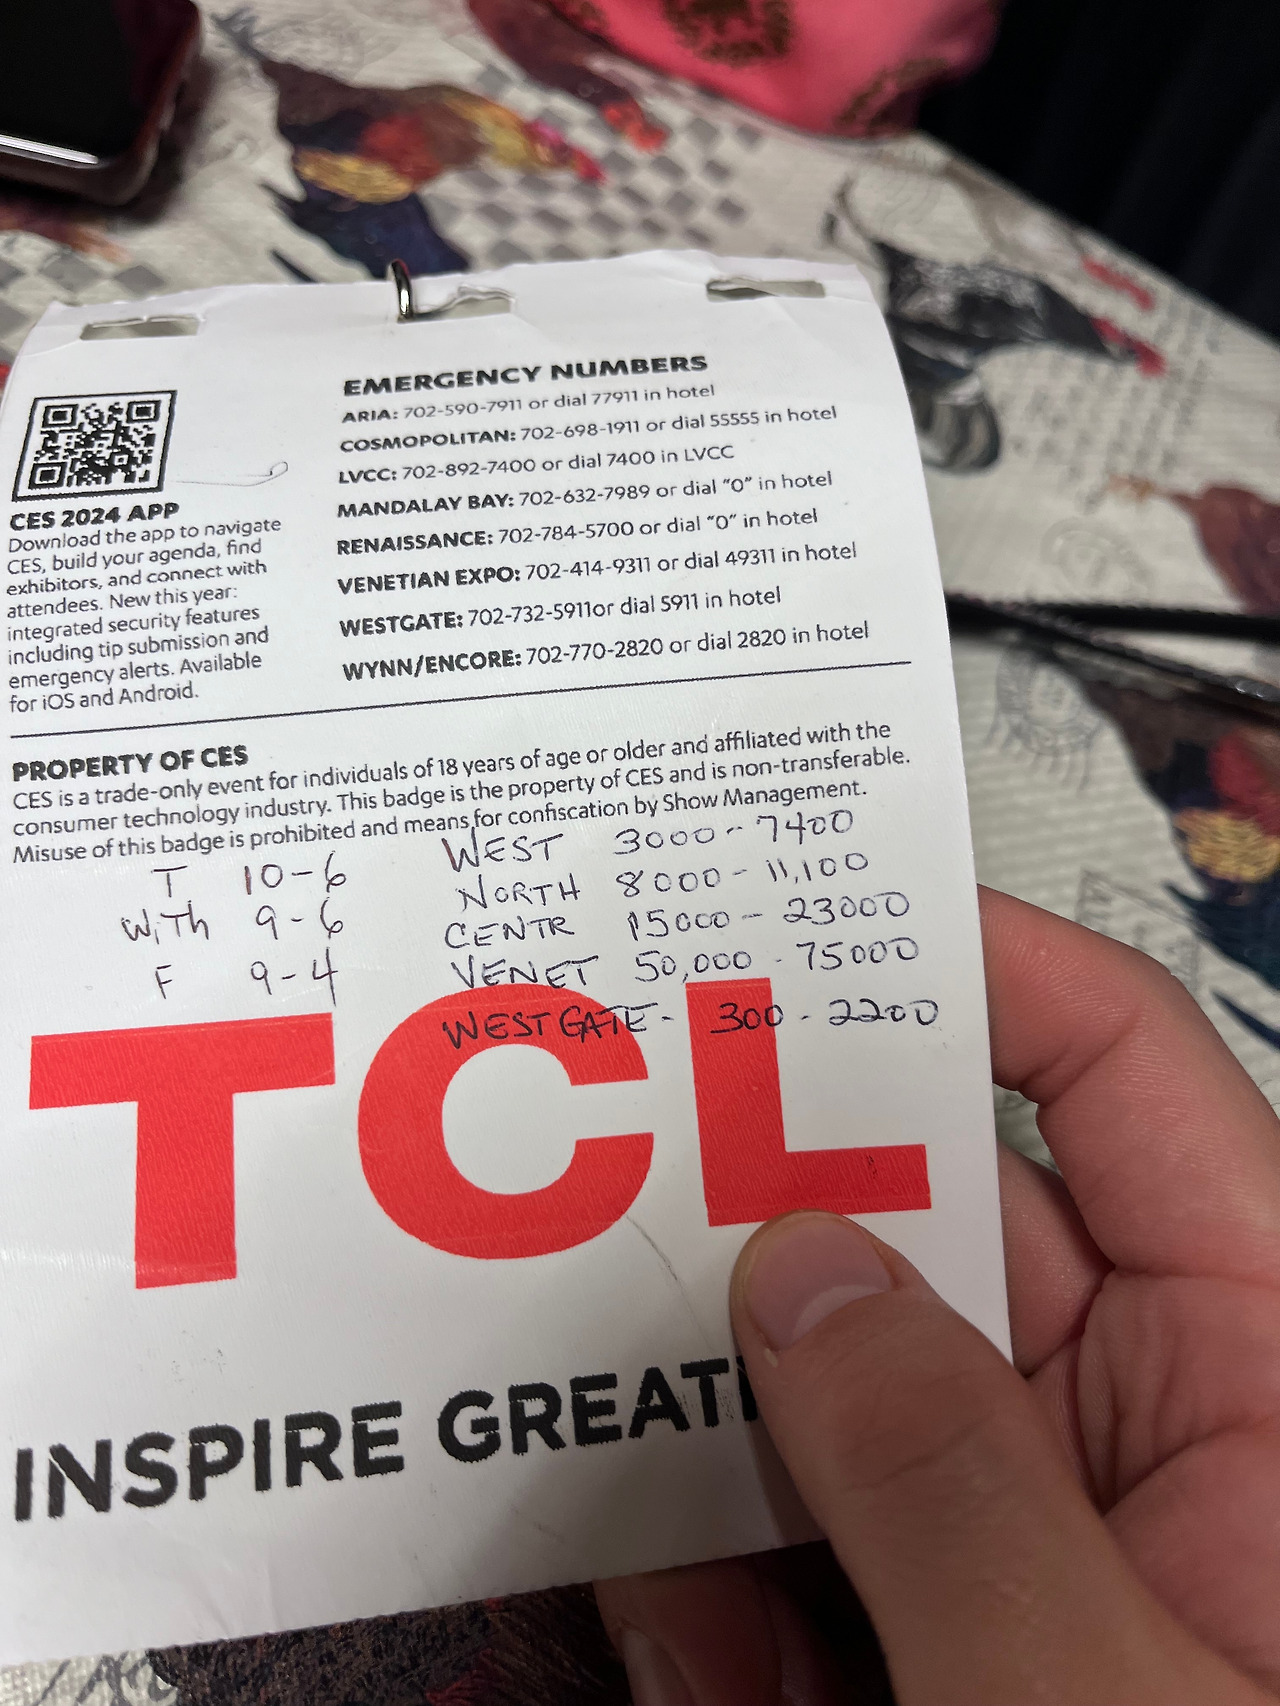 EMERGENCY NUMBERS
ARIA: 702-590-7911 or dial 77911 in hotel
COSMOPOLITAN: 702-698-1911 or dial 55555 in hotel
LVCC: 702-892-7400 or dial 7400 in LVCC
MANDALAY BAY: 702-632-7989 or dial "0" in hotel
RENAISSANCE: 702-784-5700 or dial "0" in hotel
VENETIAN EXPO: 702-414-9311 or dial 49311 in hotel
WESTGATE: 702-732-5911or dial 5911 in hotel
WYNN/ENCORE: 702-770-2820 or dial 2820 in hotel
CES 2024 APP
Download the app to navigate
CES, build your agenda, find
exhibitors, and connect with
attendees. New this year:
integrated security features
including tip submission and
emergency alerts. Available
for iOS and Android.
PROPERTY OF CES
CES is a trade-only event for individuals of 18 years of age or older and affiliated with the
consumer technology industry. This badge is the property of CES and is non-transferable.
Misuse of this badge is prohibited and means for confiscation by Show Management.
T 10-6
WiTh 9-6
F 9-4
WEST 3000-7400
NORTH 8000-11,100
CENTR 15000-23000
VENET 50,000-75000
WESTGATE- 300-2200
TCL
INSPIRE GREAT